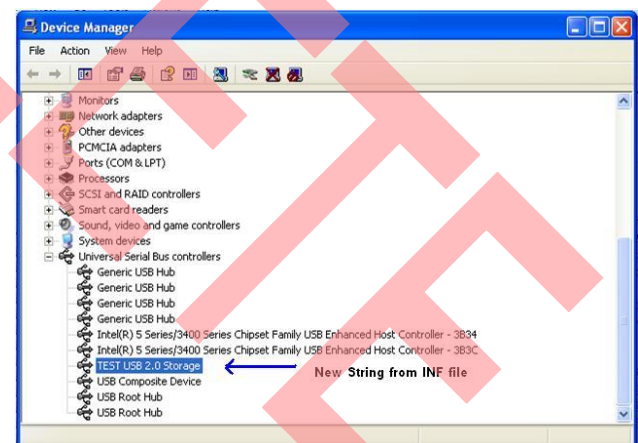 Device Manager
File Action View Help
Monitors
Network adapters
Other devices
PCMCIA adapters
Ports (COM & LPT)
Processors
SCSI and RAID controllers
Smart card readers
Sound, video and game controllers
System devices
Universal Serial Bus controllers
Generic USB Hub
Generic USB Hub
Generic USB Hub
Generic USB Hub
Intel(R) 5 Series/3400 Series Chipset Family USB Enhanced Host Controller - 3B34
Intel(R) 5 Series/3400 Series Chipset Family USB Enhanced Host Controller - 3B3C
TEST USB 2.0 Storage
New String from INF file
USB Composite Device
USB Root Hub
USB Root Hub